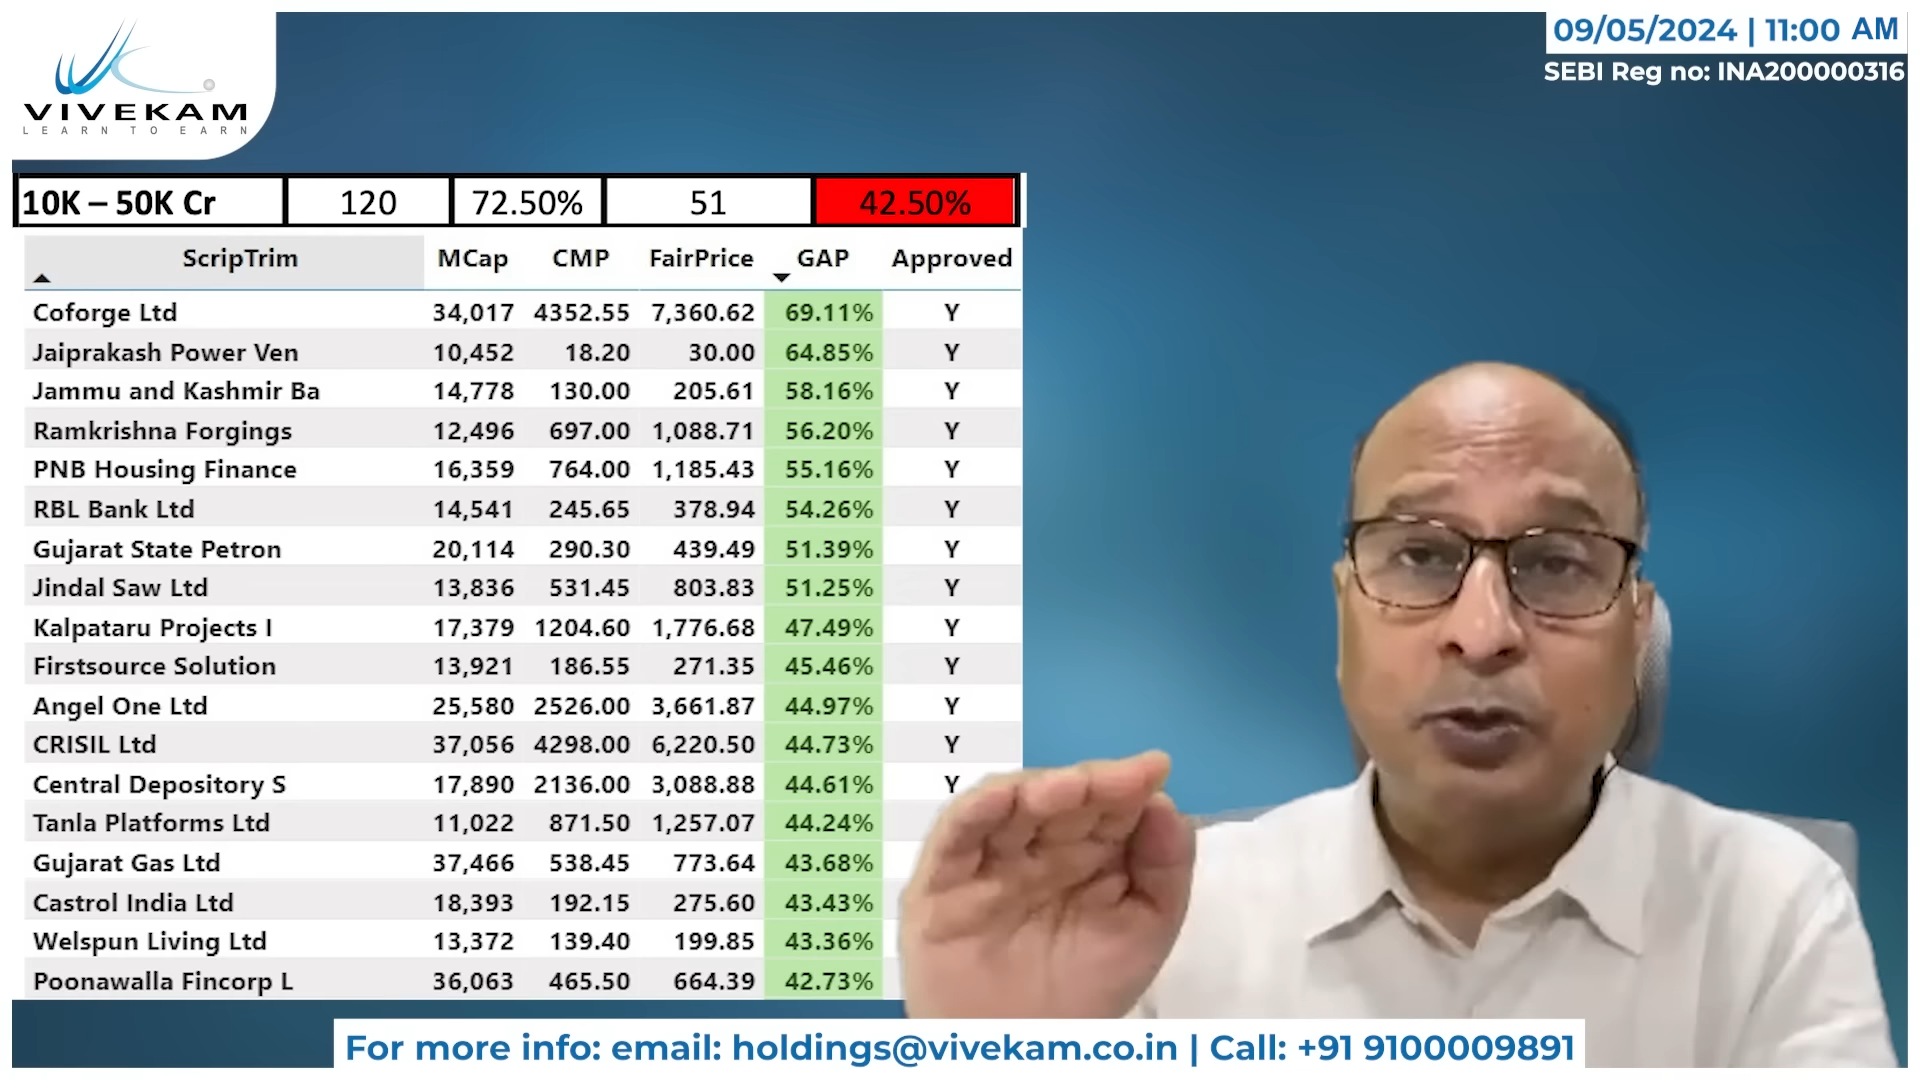 VIVEKAM
LEARN TO EARN
09/05/2024 | 11:00 AM
SEBI Reg no: INA200000316
10K – 50K Cr 120 72.50% 51 42.50%
ScripTrim MCap CMP FairPrice GAP Approved
Coforge Ltd 34,017 4352.55 7,360.62 69.11% Y
Jaiprakash Power Ven 10,452 18.20 30.00 64.85% Y
Jammu and Kashmir Ba 14,778 130.00 205.61 58.16% Y
Ramkrishna Forgings 12,496 697.00 1,088.71 56.20% Y
PNB Housing Finance 16,359 764.00 1,185.43 55.16% Y
RBL Bank Ltd 14,541 245.65 378.94 54.26% Y
Gujarat State Petron 20,114 290.30 439.49 51.39% Y
Jindal Saw Ltd 13,836 531.45 803.83 51.25% Y
Kalpataru Projects I 17,379 1204.60 1,776.68 47.49% Y
Firstsource Solution 13,921 186.55 271.35 45.46% Y
Angel One Ltd 25,580 2526.00 3,661.87 44.97% Y
CRISIL Ltd 37,056 4298.00 6,220.50 44.73% Y
Central Depository S 17,890 2136.00 3,088.88 44.61% Y
Tanla Platforms Ltd 11,022 871.50 1,257.07 44.24%
Gujarat Gas Ltd 37,466 538.45 773.64 43.68%
Castrol India Ltd 18,393 192.15 275.60 43.43%
Welspun Living Ltd 13,372 139.40 199.85 43.36%
Poonawalla Fincorp L 36,063 465.50 664.39 42.73%
For more info: email: holdings@vivekam.co.in | Call: +91 9100009891